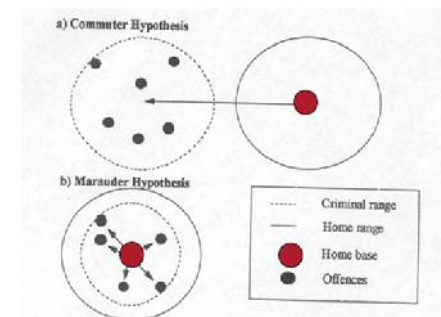 a) Commuter Hypothesis
b) Marauder Hypothesis
Criminal range
Home range
Home base
Offences